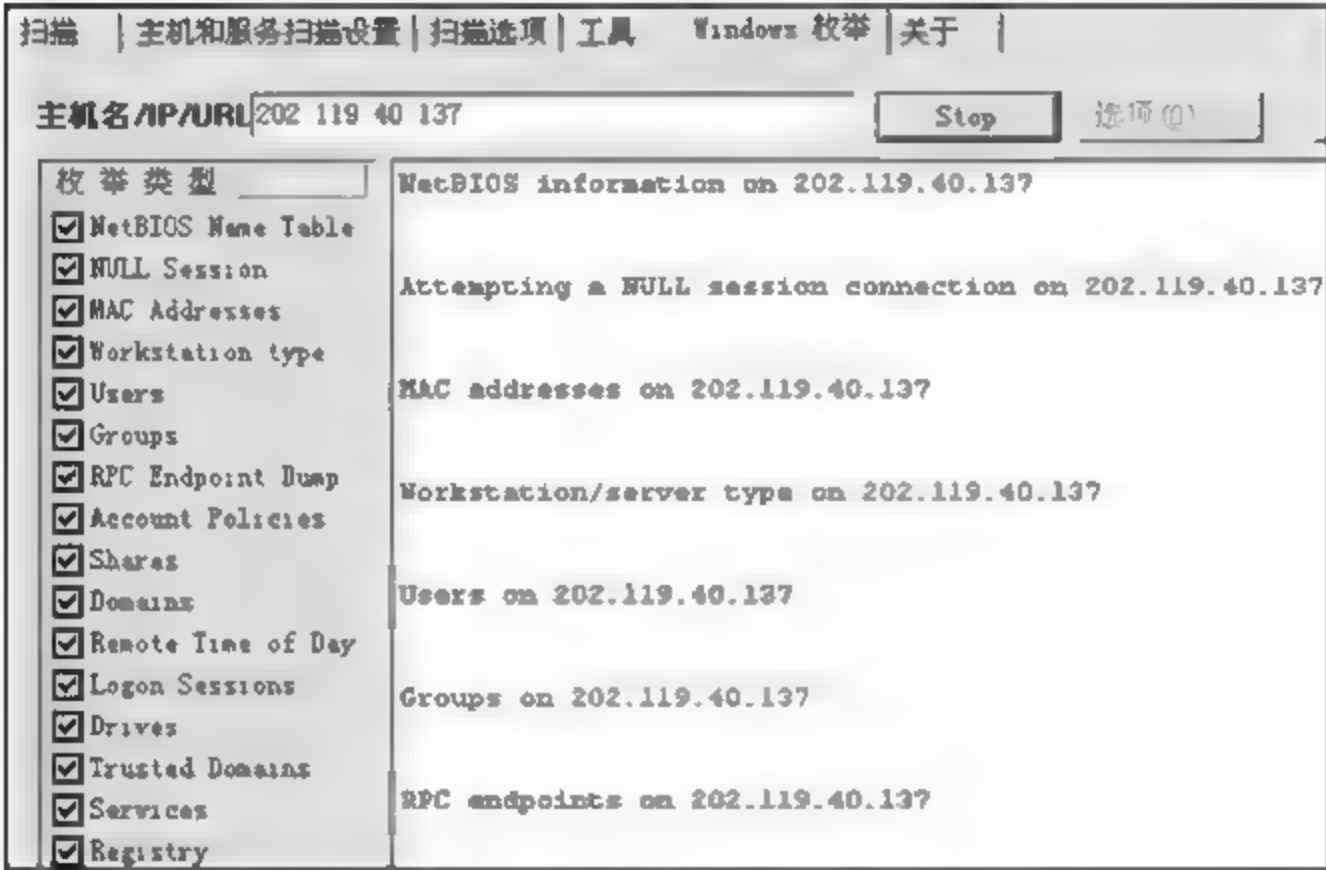 扫描 主机和服务扫描设置 扫描选项 工具 Windows 枚举 关于
主机名/IP/URL 202 119 40 137 Stop 选项(O)
枚举类型
NetBIOS Name Table
NULL Session
MAC Addresses
Workstation type
Users
Groups
RPC Endpoint Dump
Account Policies
Shares
Domains
Remote Time of Day
Logon Sessions
Drives
Trusted Domains
Services
Registry
NetBIOS information on 202.119.40.137
Attempting a NULL session connection on 202.119.40.137
MAC addresses on 202.119.40.137
Workstation/server type on 202.119.40.137
Users on 202.119.40.137
Groups on 202.119.40.137
RPC endpoints on 202.119.40.137